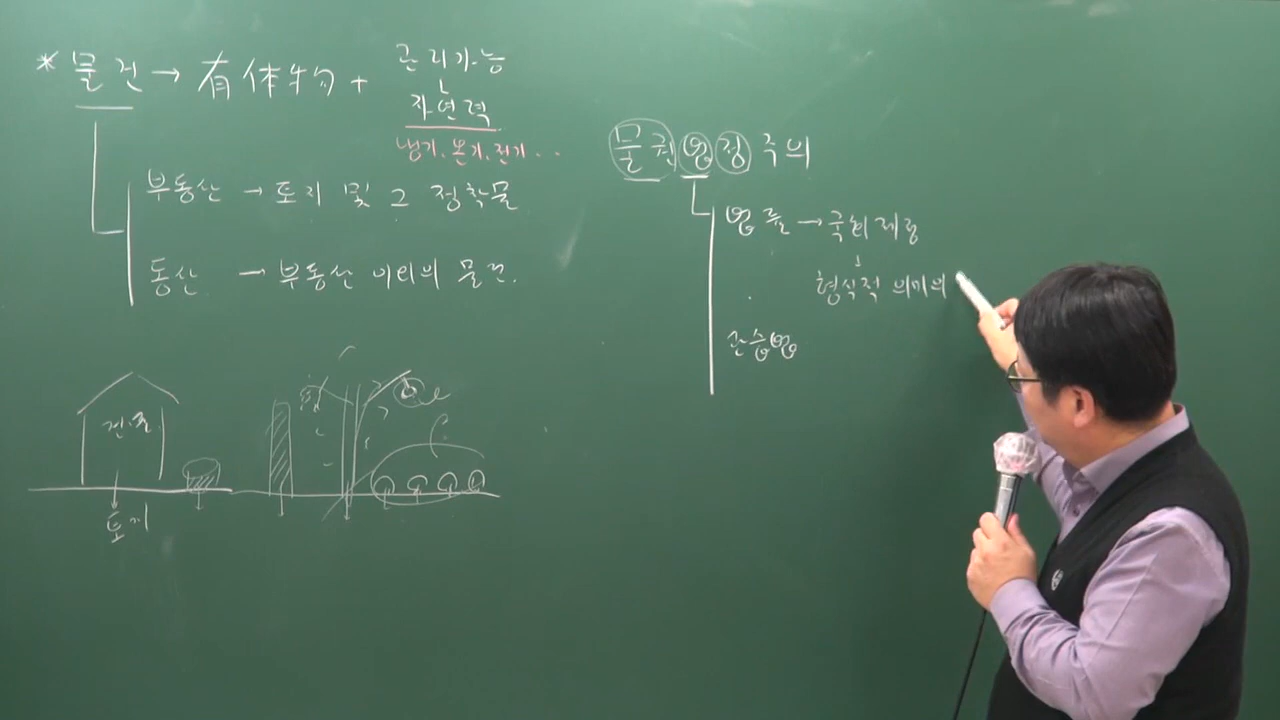 * 물건 → 有体物 +
관리가능
자연력
냉기. 온기. 전기...
부동산 → 토지 및 그 정착물
동산 → 부동산 이외의 물건.
건물
토지
물권법정주의
법률 → 국회제정
↓
형식적 의미의
관습법